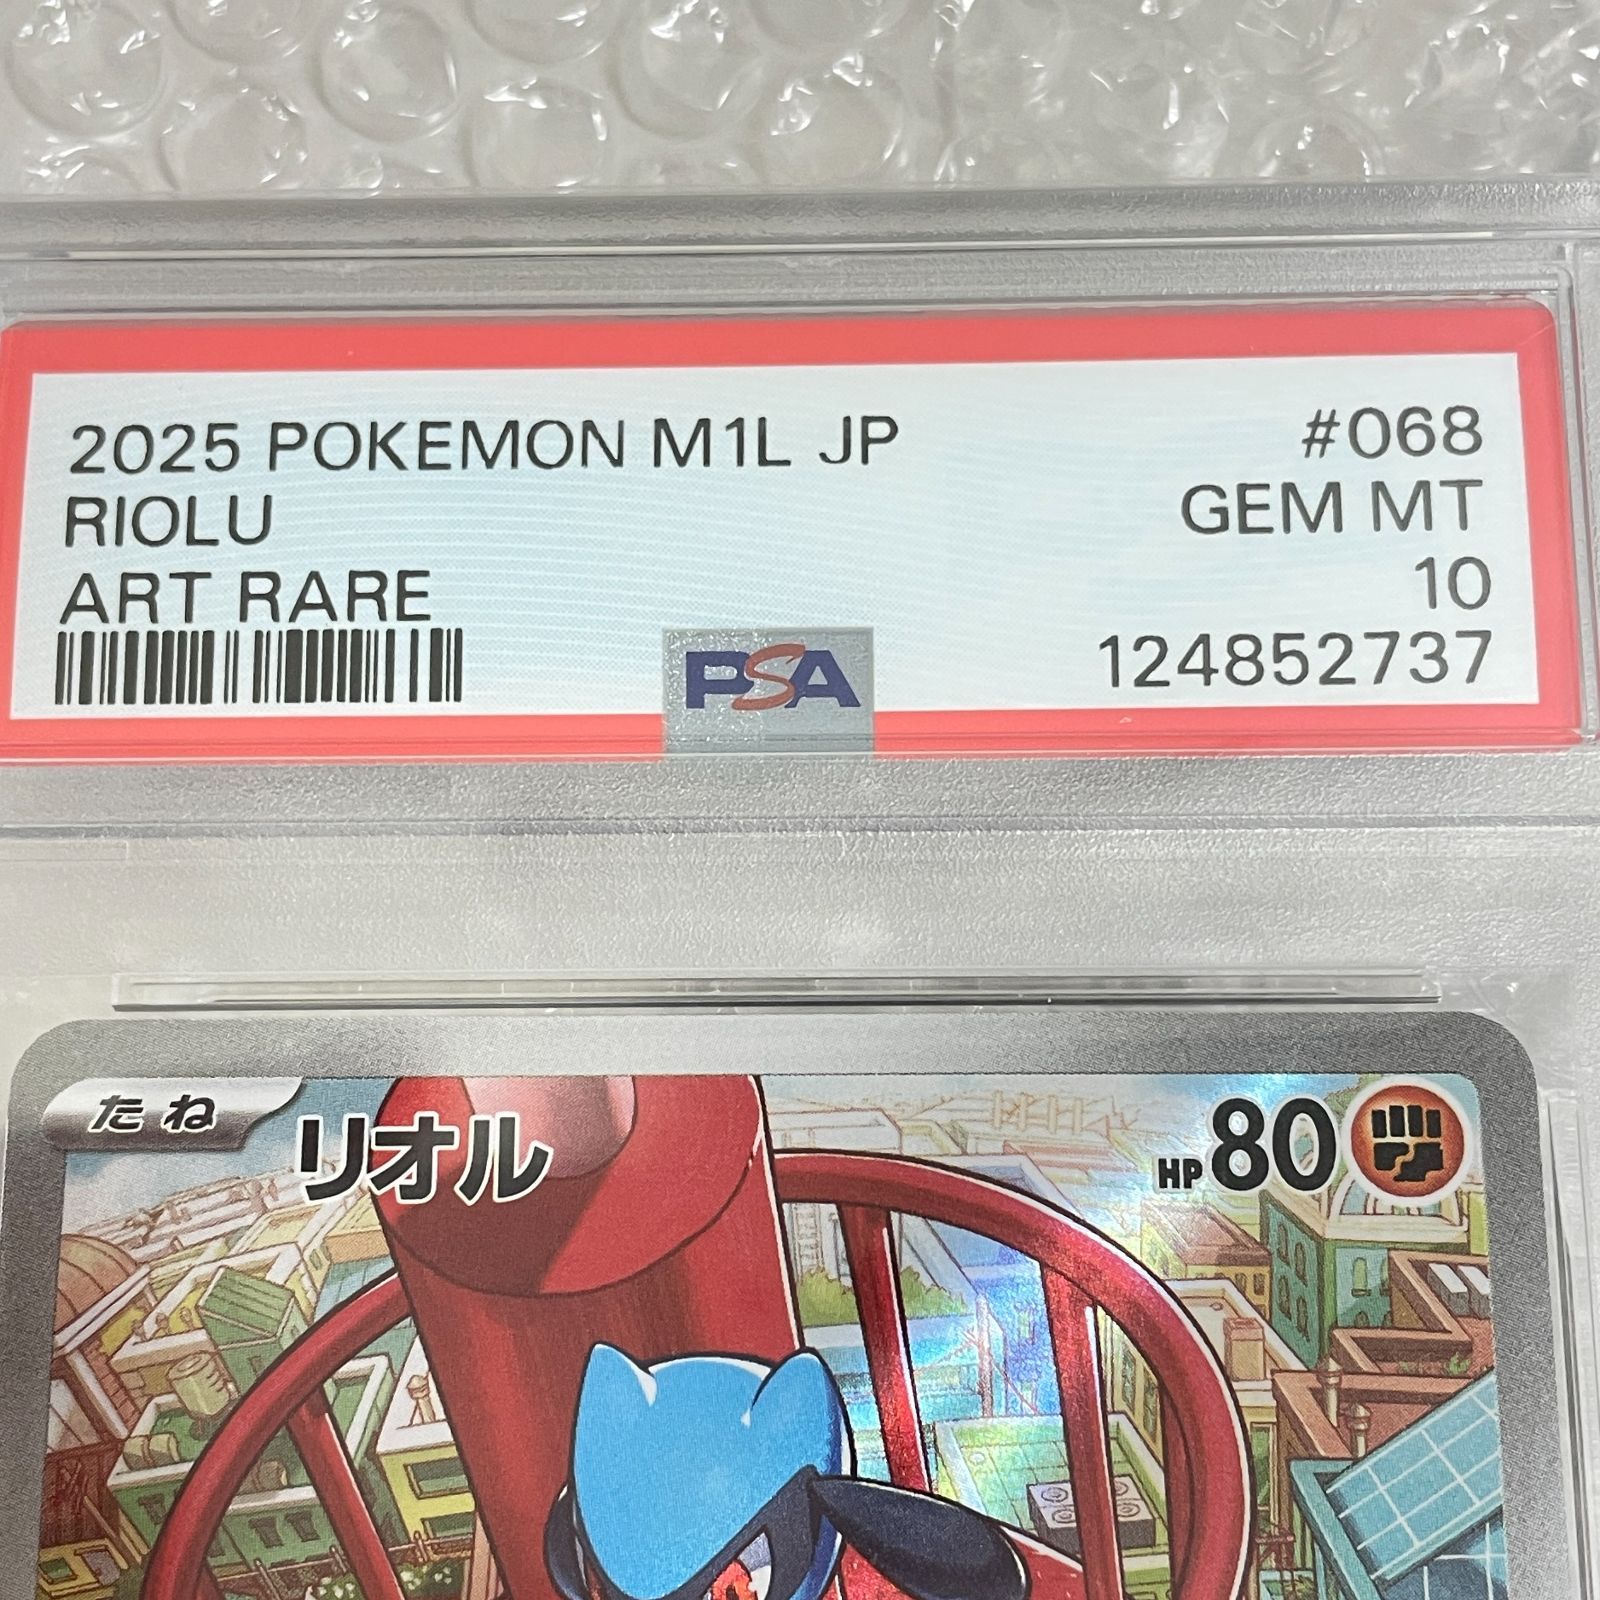 2025 POKEMON M1L JP #068
RIOLU GEM MT
ART RARE 10
PSA 124852737
たね リオル HP 80